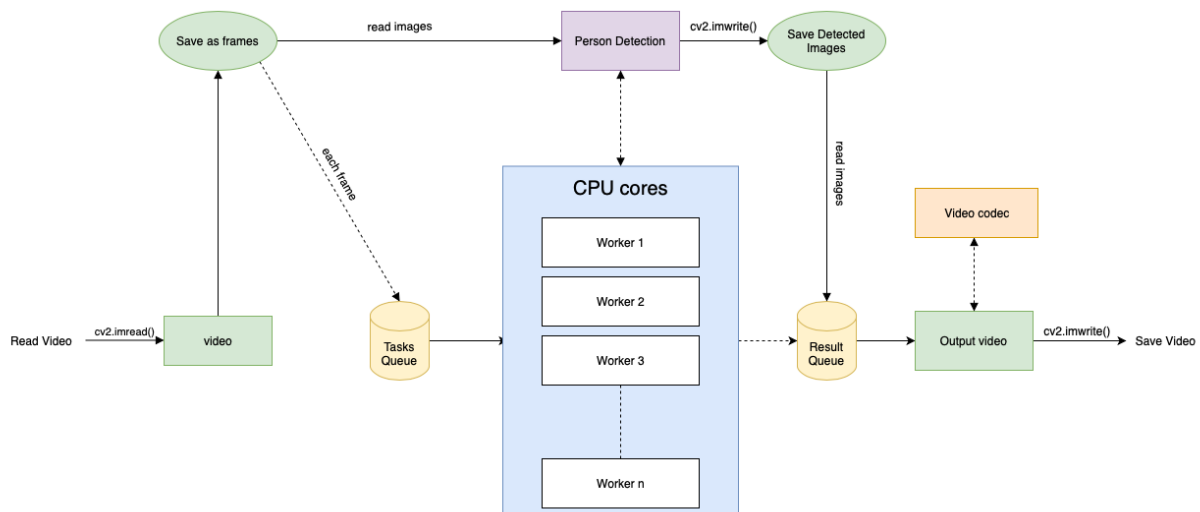 Save as frames
read images
Person Detection
cv2.imwrite()
Save Detected
Images
each frame
read images
CPU cores
Worker 1
Worker 2
Worker 3
Worker n
Video codec
Read Video
cv2.imread()
video
Tasks
Queue
Result
Queue
Output video
cv2.imwrite()
Save Video